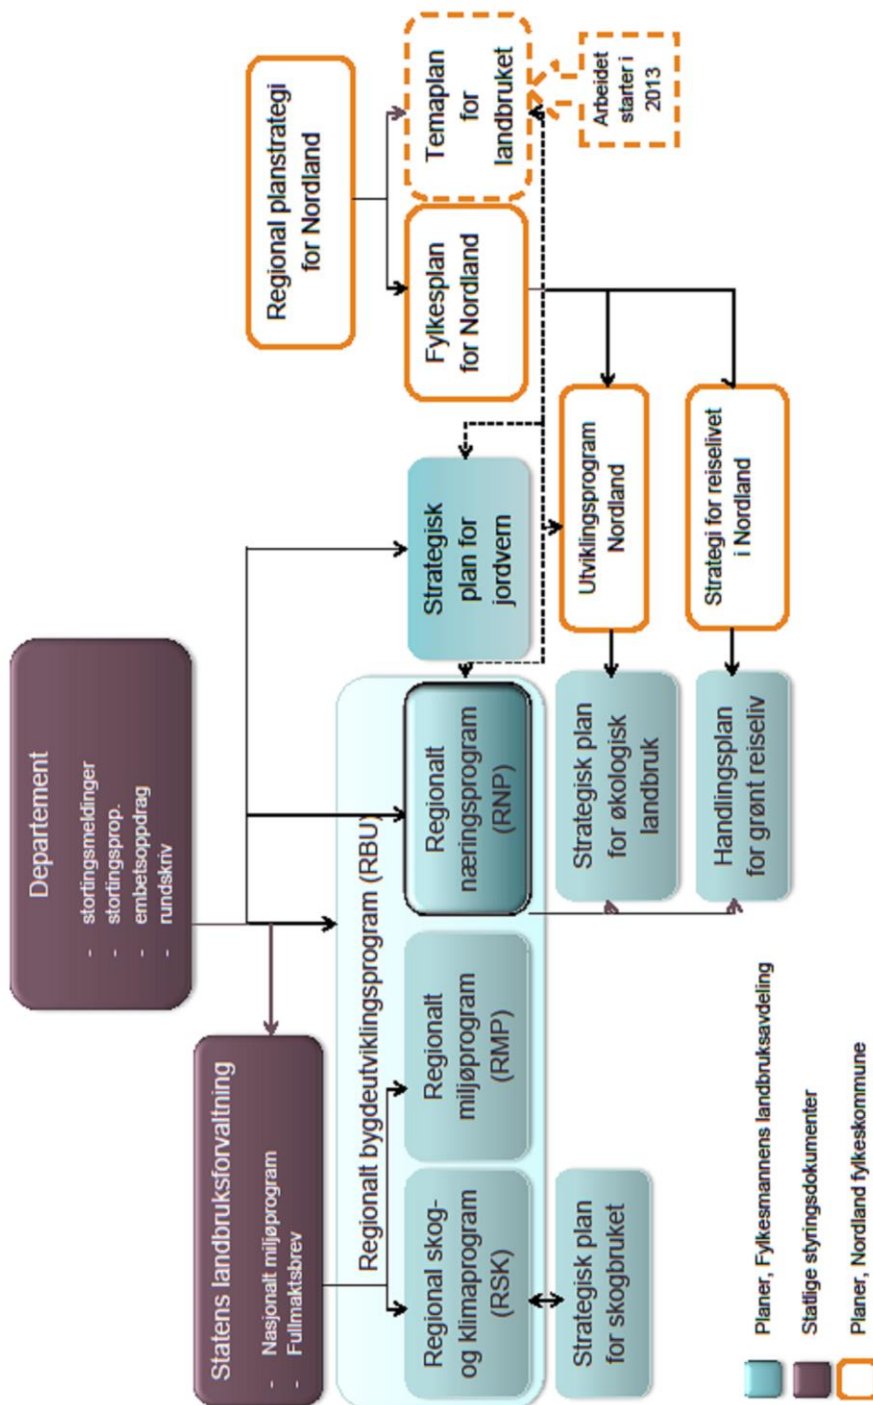 Departement
- stortingsmeldinger
- stortingsprop.
- embetsoppdrag
- rundskriv
Statens landbruksforvaltning
- Nasjonalt miljøprogram
- Fullmaktsbrev
Regional planstrategi
for Nordland
Regionalt bygdeutviklingsprogram (RBU)
Regional skog-
og klimaprogram
(RSK)
Regionalt
miljøprogram
(RMP)
Regionalt
næringsprogram
(RNP)
Strategisk
plan for
jordvern
Fylkesplan
for Nordland
Temaplan
for
landbruket
Strategisk plan
for skogbruket
Strategisk plan
for økologisk
landbruk
Utviklingsprogram
Nordland
Arbeidet
starter i
2013
Handlingsplan
for grønt reiseliv
Strategi for reiselivet
i Nordland
Planer, Fylkesmannens landbruksavdeling
Statlige styringsdokumenter
Planer, Nordland fylkeskommune